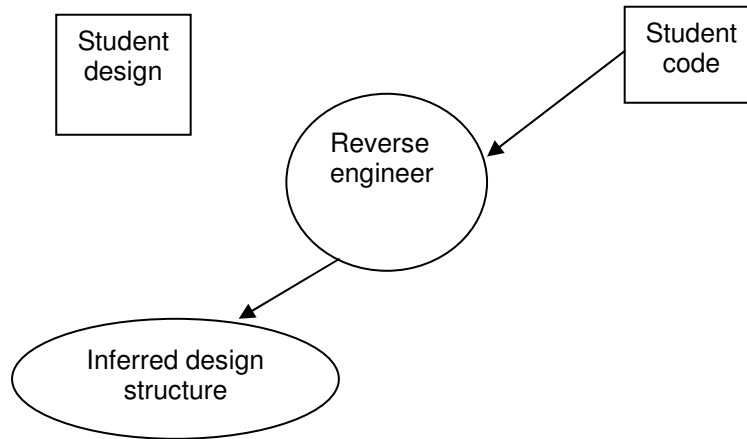 Student
design
Student
code
Reverse
engineer
Inferred design
structure